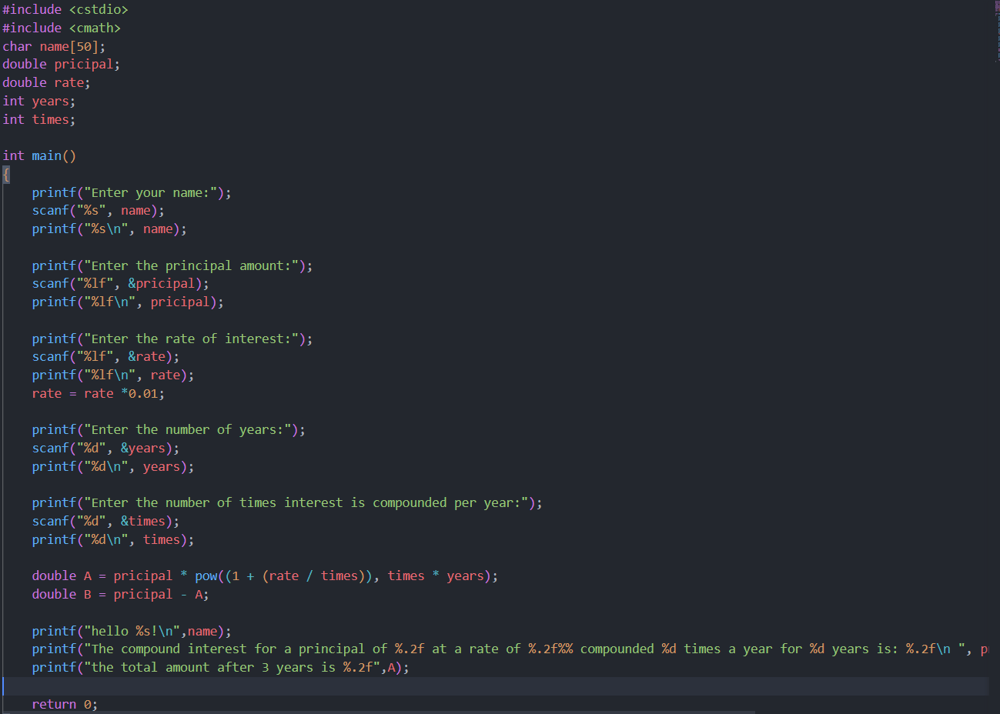 #include <cstdio>
#include <cmath>
char name[50];
double pricipal;
double rate;
int years;
int times;
int main()
{
printf("Enter your name:");
scanf("%s", name);
printf("%s\n", name);
printf("Enter the principal amount:");
scanf("%lf", &pricipal);
printf("%lf\n", pricipal);
printf("Enter the rate of interest:");
scanf("%lf", &rate);
printf("%lf\n", rate);
rate = rate *0.01;
printf("Enter the number of years:");
scanf("%d", &years);
printf("%d\n", years);
printf("Enter the number of times interest is compounded per year:");
scanf("%d", &times);
printf("%d\n", times);
double A = pricipal * pow((1 + (rate / times)), times * years);
double B = pricipal - A;
printf("hello %s!\n",name);
printf("The compound interest for a principal of %.2f at a rate of %.2f%% compounded %d times a year for %d years is: %.2f\n ", p
printf("the total amount after 3 years is %.2f",A);
return 0;